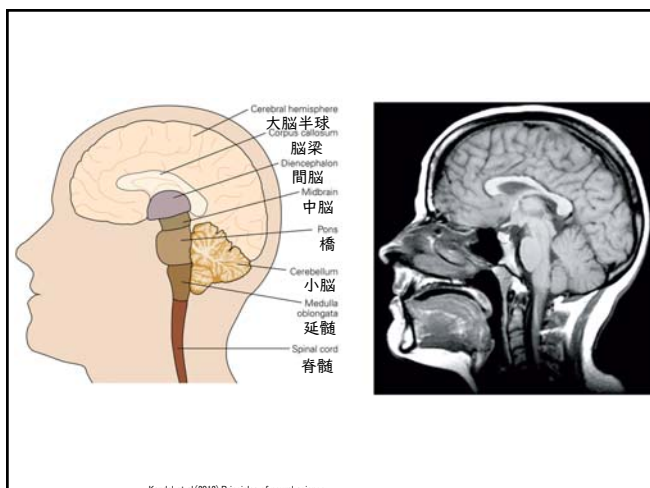 Cerebral hemisphere
大脳半球
Corpus callosum
脳梁
Diencephalon
間脳
Midbrain
中脳
Pons
橋
Cerebellum
小脳
Medulla
oblongata
延髄
Spinal cord
脊髄